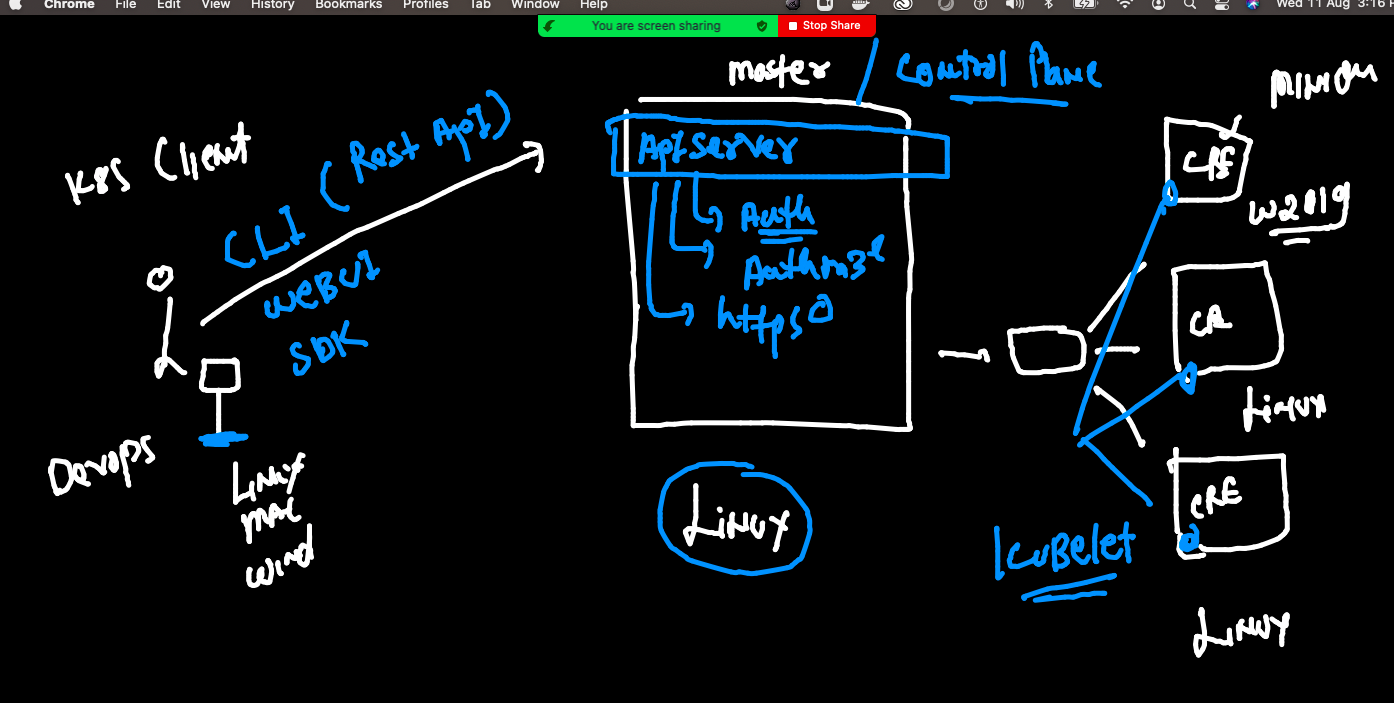 Chrome File Edit View History Bookmarks Profiles Tab Window Help Wed 11 Aug 3:16 P
You are screen sharing Stop Share
master
Control Plane
minion
K8S Client
CLI (Rest Api)
WeBUI
SDK
Devops
Linux
mac
wind
ApiServer
Auth
https
Linux
CRE
w2019
CR
Linux
CRE
Linux
Kubelet